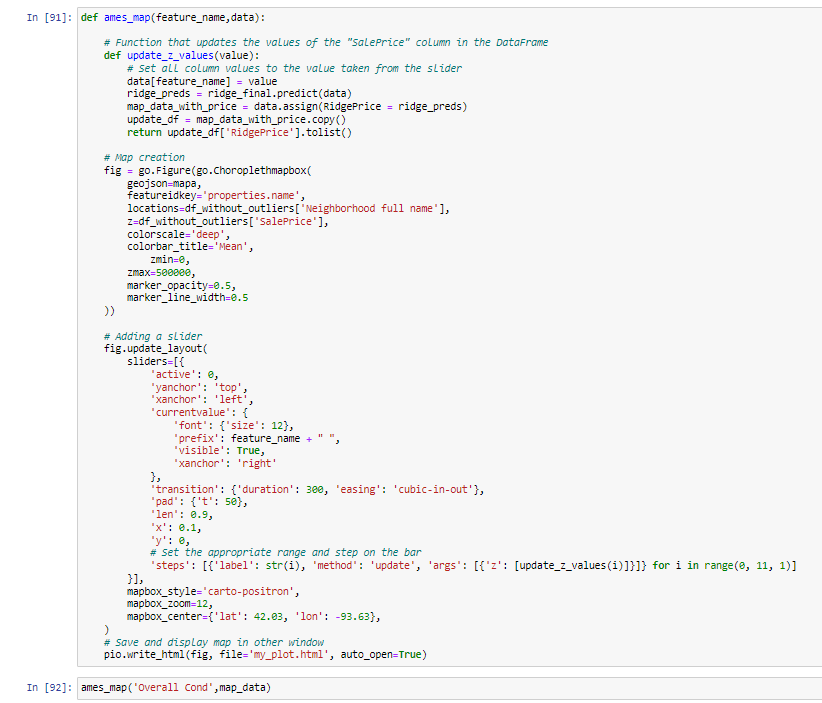 In [91]: def ames_map(feature_name,data):
# Function that updates the values of the "SalePrice" column in the DataFrame
def update_z_values(value):
# Set all column values to the value taken from the slider
data[feature_name] = value
ridge_preds = ridge_final.predict(data)
map_data_with_price = data.assign(RidgePrice = ridge_preds)
update_df = map_data_with_price.copy()
return update_df['RidgePrice'].tolist()
# Map creation
fig = go.Figure(go.Choroplethmapbox(
geojson=mapa,
featureidkey='properties.name',
locations=df_without_outliers['Neighborhood full name'],
z=df_without_outliers['SalePrice'],
colorscale='deep',
colorbar_title='Mean',
zmin=0,
zmax=500000,
marker_opacity=0.5,
marker_line_width=0.5
))
# Adding a slider
fig.update_layout(
sliders=[{
'active': 0,
'yanchor': 'top',
'xanchor': 'left',
'currentvalue': {
'font': {'size': 12},
'prefix': feature_name + " ",
'visible': True,
'xanchor': 'right'
},
'transition': {'duration': 300, 'easing': 'cubic-in-out'},
'pad': {'t': 50},
'len': 0.9,
'x': 0.1,
'y': 0,
# Set the appropriate range and step on the bar
'steps': [{'label': str(i), 'method': 'update', 'args': [{'z': [update_z_values(i)]}]} for i in range(0, 11, 1)]
}],
mapbox_style='carto-positron',
mapbox_zoom=12,
mapbox_center={'lat': 42.03, 'lon': -93.63},
)
# Save and display map in other window
pio.write_html(fig, file='my_plot.html', auto_open=True)
In [92]: ames_map('Overall Cond',map_data)